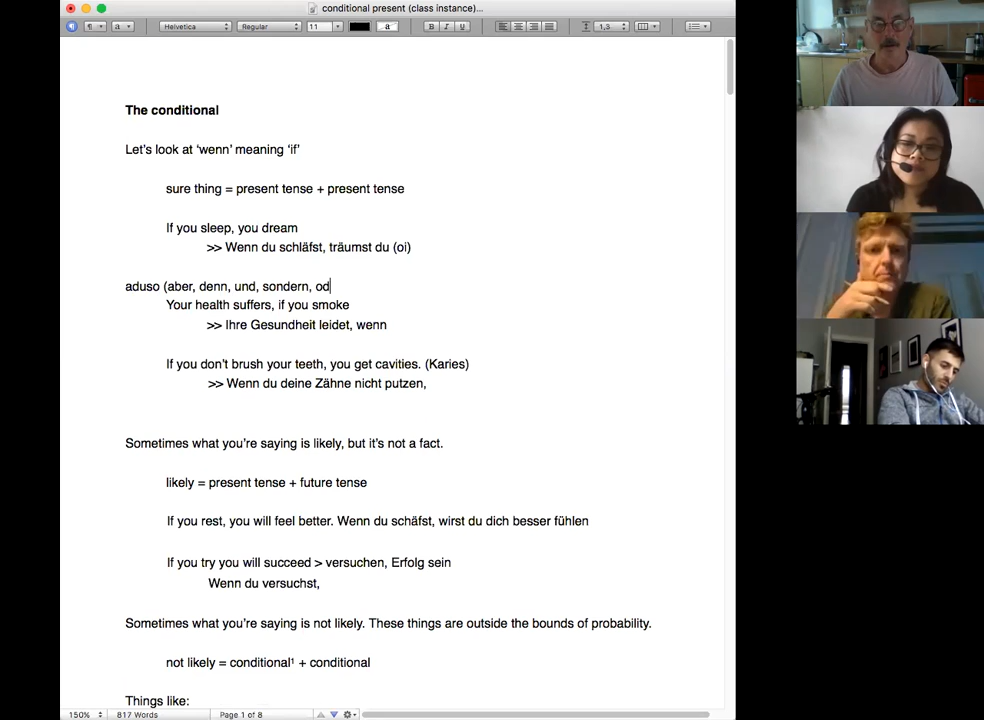 conditional present (class instance)...
Helvetica Regular 11 a B I U 1,3
The conditional
Let's look at 'wenn' meaning 'if'
sure thing = present tense + present tense
If you sleep, you dream
>> Wenn du schläfst, träumst du (oi)
aduso (aber, denn, und, sondern, od
Your health suffers, if you smoke
>> Ihre Gesundheit leidet, wenn
If you don't brush your teeth, you get cavities. (Karies)
>> Wenn du deine Zähne nicht putzen,
Sometimes what you're saying is likely, but it's not a fact.
likely = present tense + future tense
If you rest, you will feel better. Wenn du schäfst, wirst du dich besser fühlen
If you try you will succeed > versuchen, Erfolg sein
Wenn du versuchst,
Sometimes what you're saying is not likely. These things are outside the bounds of probability.
not likely = conditional¹ + conditional
Things like:
150% 817 Words Page 1 of 8